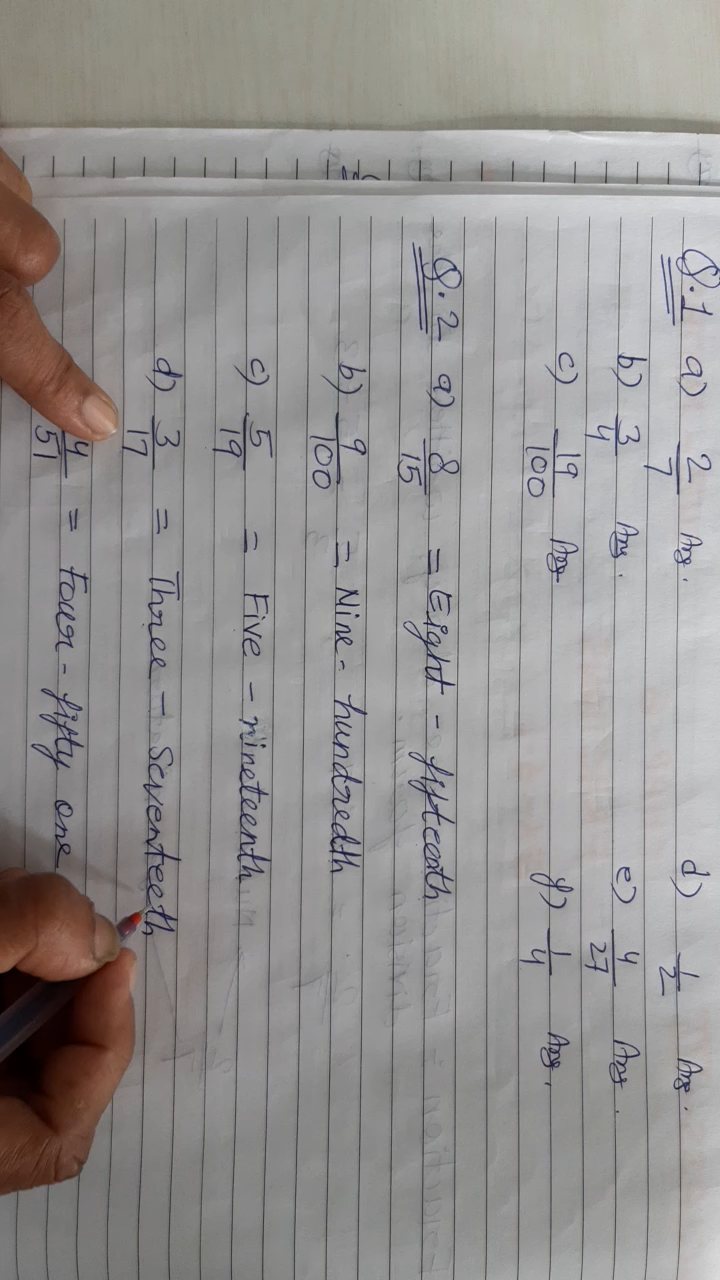 Q.1 a) 2/7 Ans. d) 1/2 Ans.
b) 3/4 Ans. e) 4/27 Ans.
c) 19/100 Ans f) 1/4 Ans.
Q.2 a) 8/15 = Eight - fifteenth
b) 9/100 = Nine - hundredth
c) 5/19 = Five - nineteenth
d) 3/17 = Three - Seventeeth
4/51 = Four - fifty one